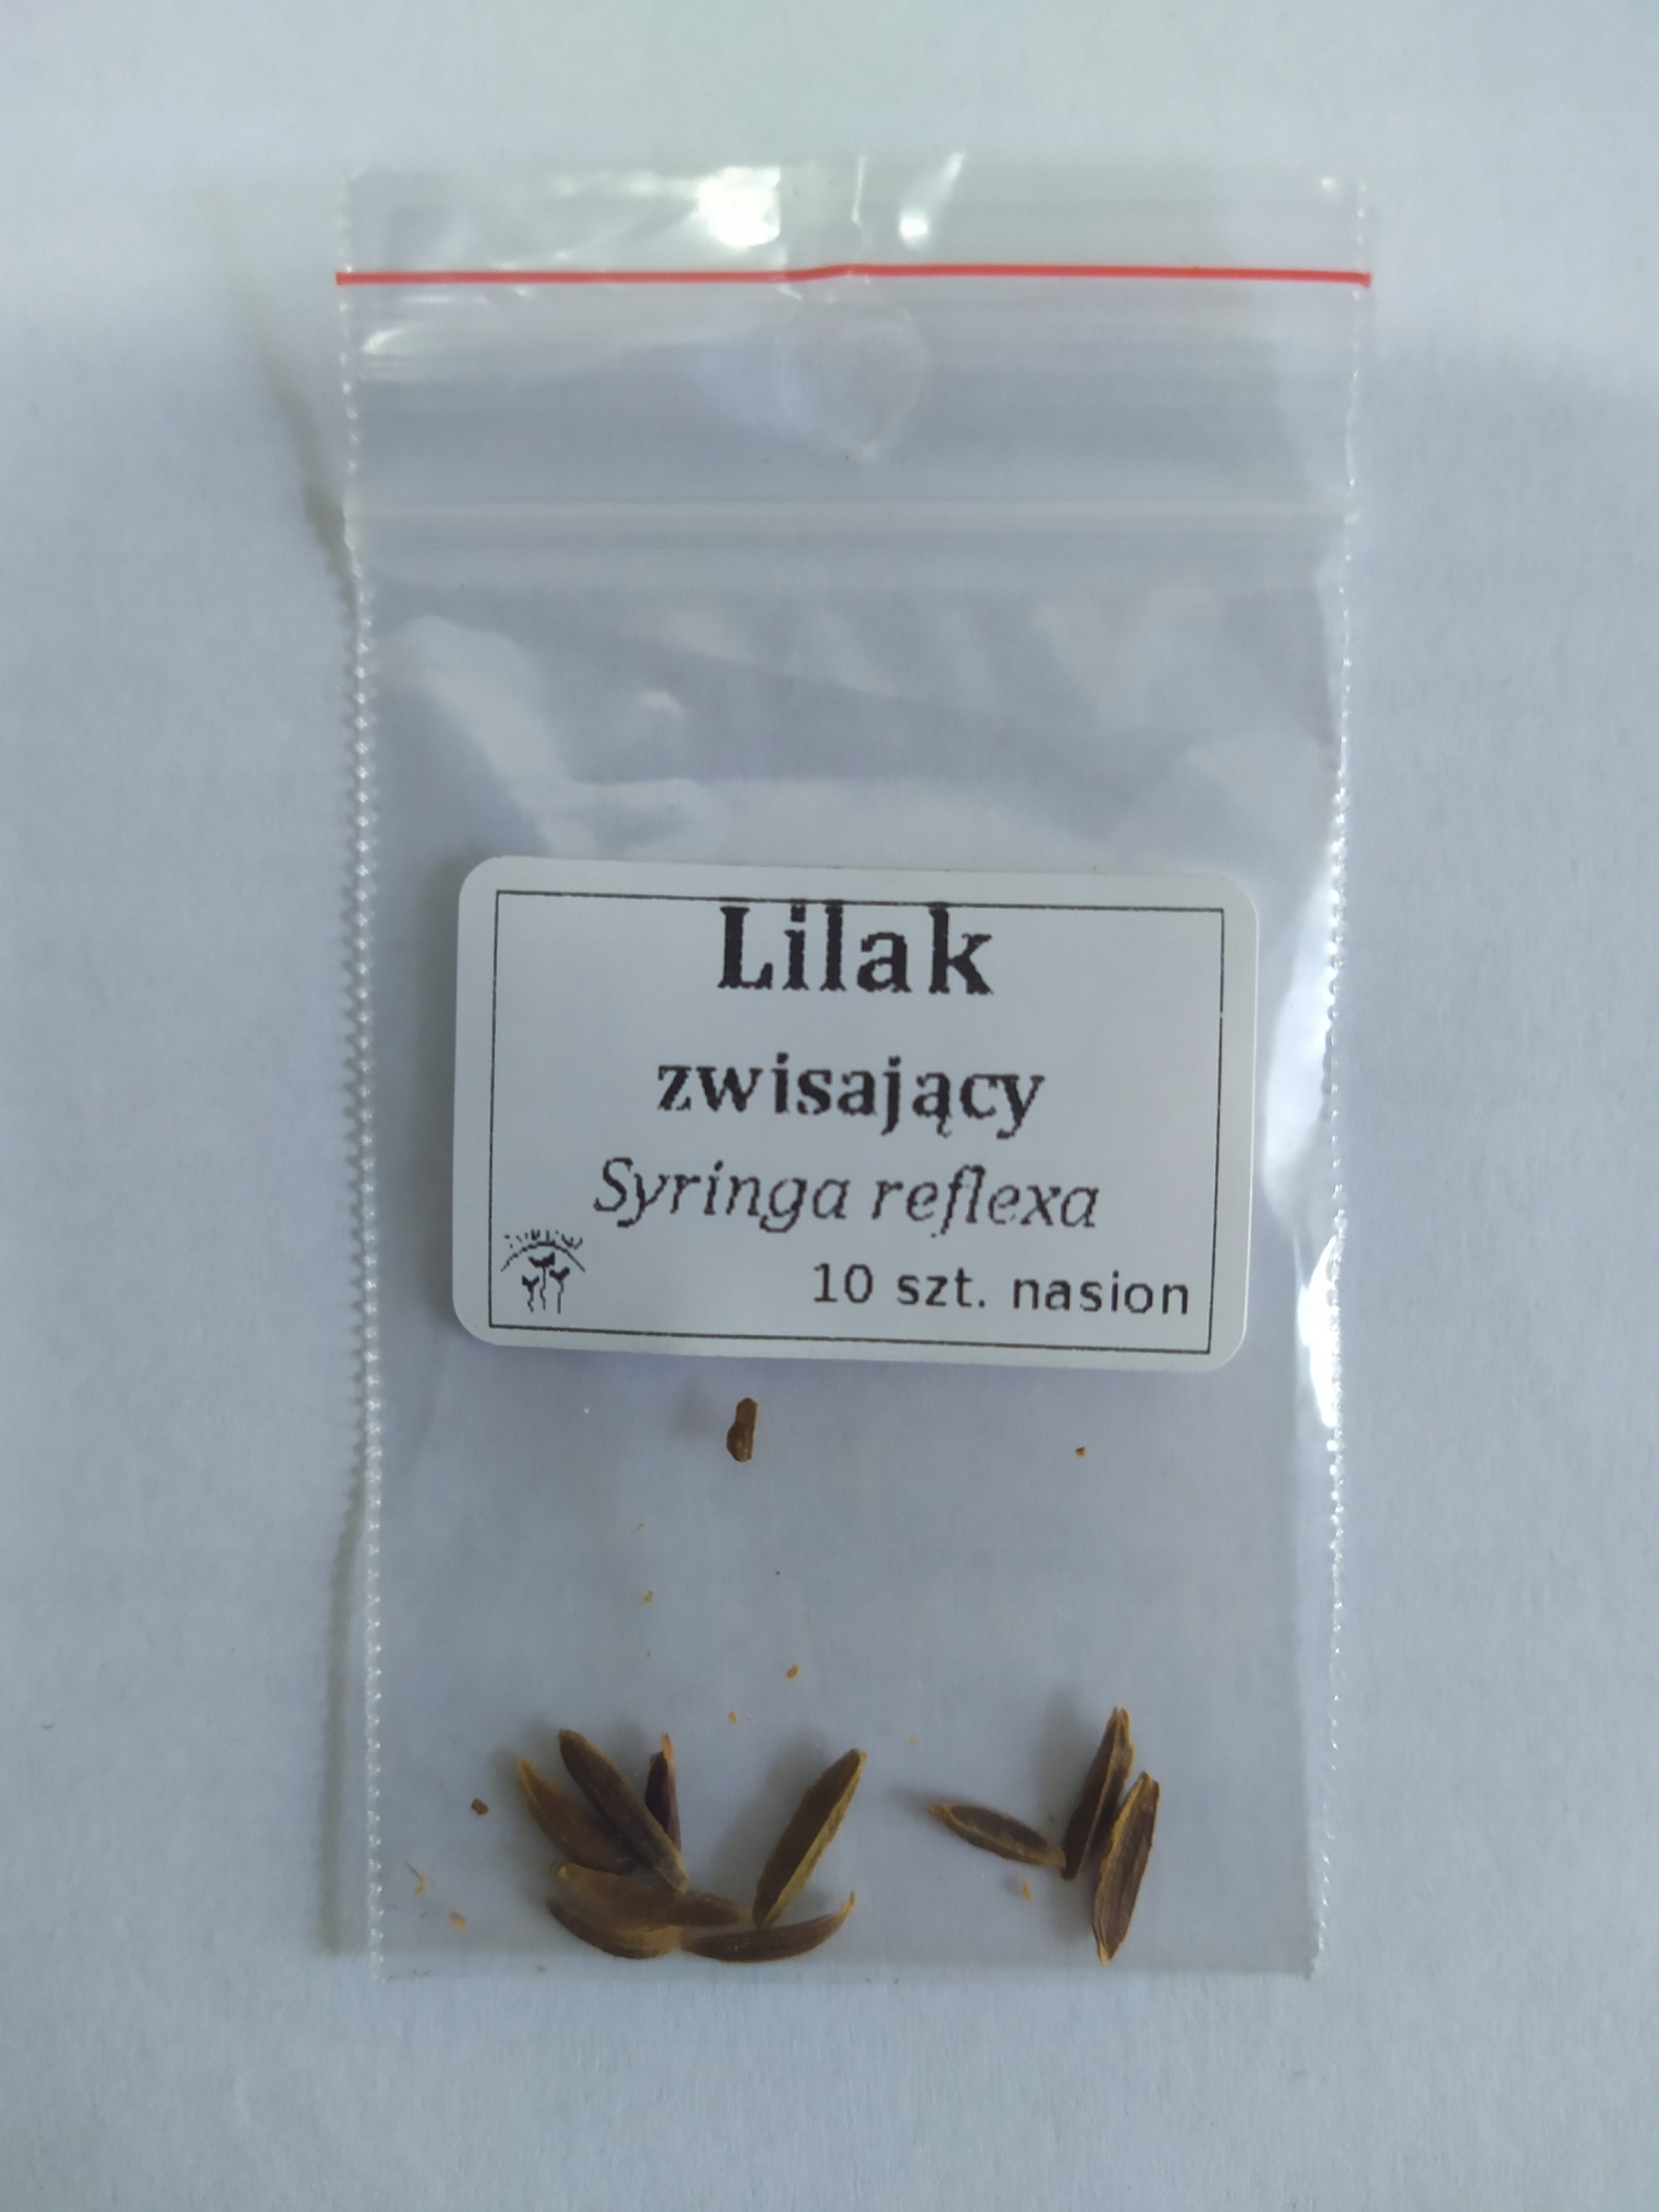 Lilak
zwisający
Syringa reflexa
10 szt. nasion